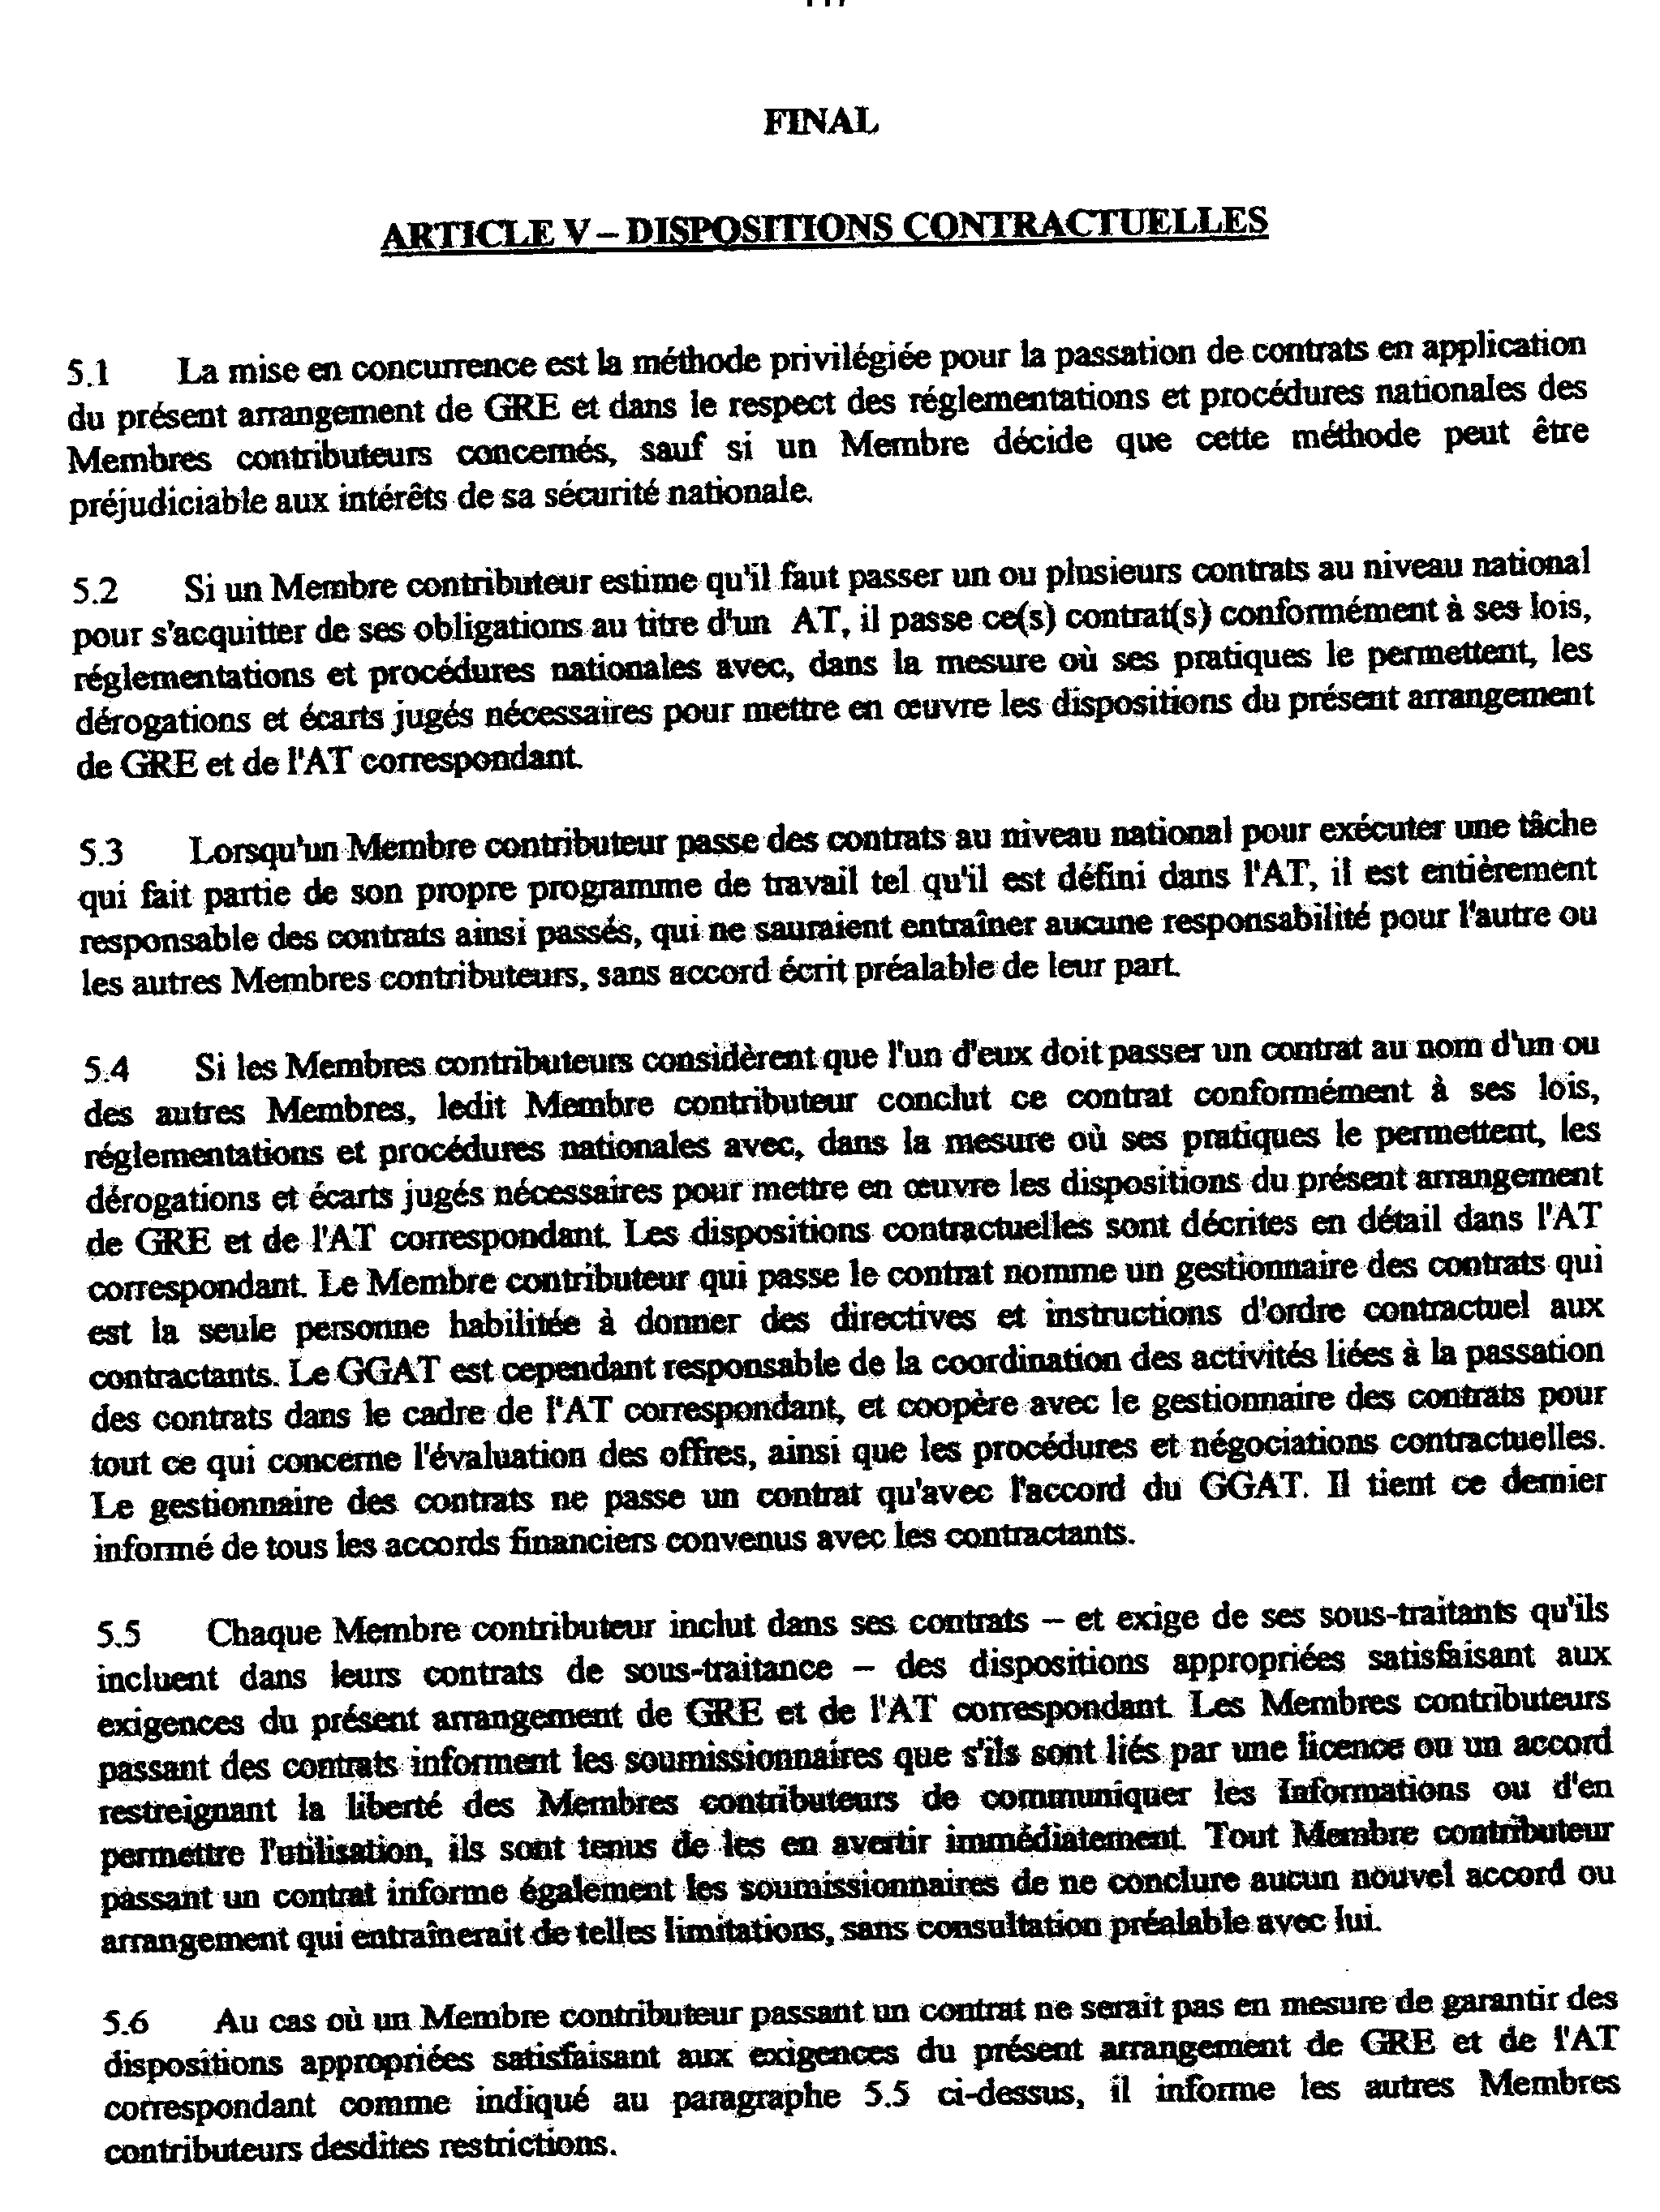 FINAL
ARTICLE V – DISPOSITIONS CONTRACTUELLES
5.1 La mise en concurrence est la méthode privilégiée pour la passation de contrats en application
du présent arrangement de GRE et dans le respect des réglementations et procédures nationales des
Membres contributeurs concernés, sauf si un Membre décide que cette méthode peut être
préjudiciable aux intérêts de sa sécurité nationale.
5.2 Si un Membre contributeur estime qu'il faut passer un ou plusieurs contrats au niveau national
pour s'acquitter de ses obligations au titre d'un AT, il passe ce(s) contrat(s) conformément à ses lois,
réglementations et procédures nationales avec, dans la mesure où ses pratiques le permettent, les
dérogations et écarts jugés nécessaires pour mettre en œuvre les dispositions du présent arrangement
de GRE et de l'AT correspondant.
5.3 Lorsqu'un Membre contributeur passe des contrats au niveau national pour exécuter une tâche
qui fait partie de son propre programme de travail tel qu'il est défini dans l'AT, il est entièrement
responsable des contrats ainsi passés, qui ne sauraient entraîner aucune responsabilité pour l'autre ou
les autres Membres contributeurs, sans accord écrit préalable de leur part.
5.4 Si les Membres contributeurs considèrent que l'un d'eux doit passer un contrat au nom d'un ou
des autres Membres, ledit Membre contributeur conclut ce contrat conformément à ses lois,
réglementations et procédures nationales avec, dans la mesure où ses pratiques le permettent, les
dérogations et écarts jugés nécessaires pour mettre en œuvre les dispositions du présent arrangement
de GRE et de l'AT correspondant. Les dispositions contractuelles sont décrites en détail dans l'AT
correspondant. Le Membre contributeur qui passe le contrat nomme un gestionnaire des contrats qui
est la seule personne habilitée à donner des directives et instructions d'ordre contractuel aux
contractants. Le GGAT est cependant responsable de la coordination des activités liées à la passation
des contrats dans le cadre de l'AT correspondant, et coopère avec le gestionnaire des contrats pour
tout ce qui concerne l'évaluation des offres, ainsi que les procédures et négociations contractuelles.
Le gestionnaire des contrats ne passe un contrat qu'avec l'accord du GGAT. Il tient ce dernier
informé de tous les accords financiers convenus avec les contractants.
5.5 Chaque Membre contributeur inclut dans ses contrats – et exige de ses sous-traitants qu'ils
incluent dans leurs contrats de sous-traitance – des dispositions appropriées satisfaisant aux
exigences du présent arrangement de GRE et de l'AT correspondant. Les Membres contributeurs
passant des contrats informent les soumissionnaires que s'ils sont liés par une licence ou un accord
restreignant la liberté des Membres contributeurs de communiquer les Informations ou d'en
permettre l'utilisation, ils sont tenus de les en avertir immédiatement. Tout Membre contributeur
passant un contrat informe également les soumissionnaires de ne conclure aucun nouvel accord ou
arrangement qui entraînerait de telles limitations, sans consultation préalable avec lui.
5.6 Au cas où un Membre contributeur passant un contrat ne serait pas en mesure de garantir des
dispositions appropriées satisfaisant aux exigences du présent arrangement de GRE et de l'AT
correspondant comme indiqué au paragraphe 5.5 ci-dessus, il informe les autres Membres
contributeurs desdites restrictions.